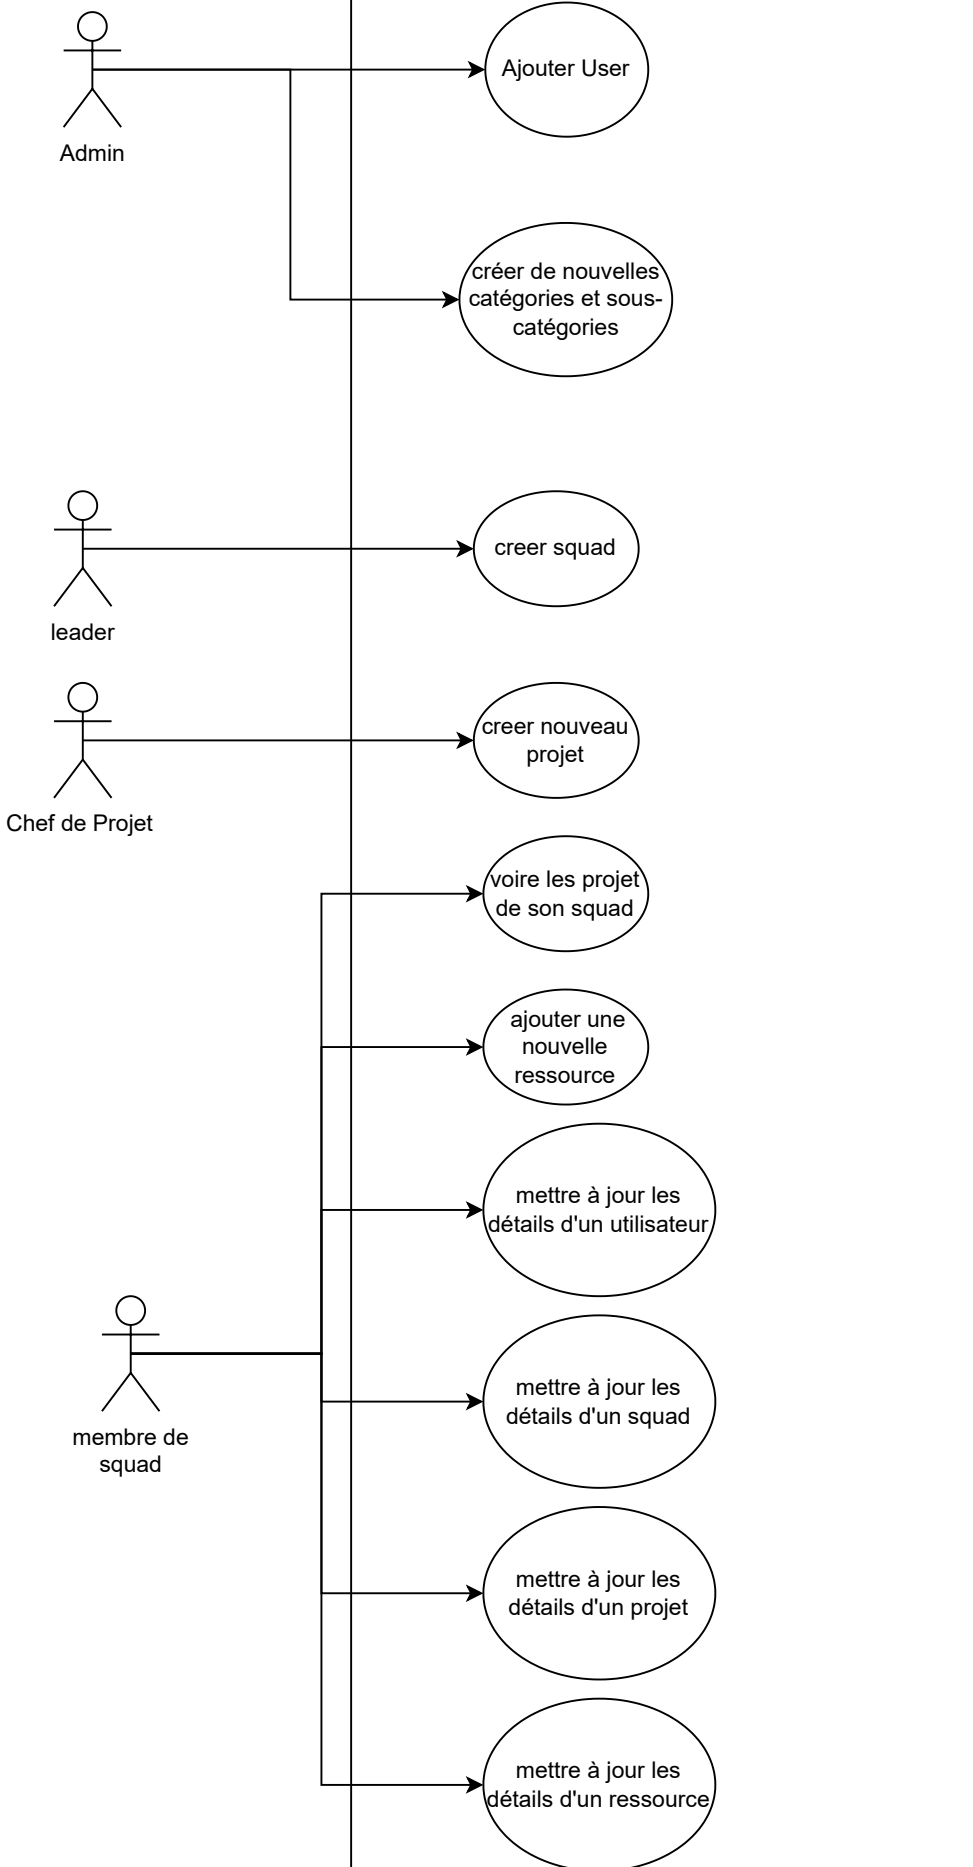 Ajouter User
Admin
créer de nouvelles
catégories et sous-
catégories
creer squad
leader
creer nouveau
projet
Chef de Projet
voire les projet
de son squad
ajouter une
nouvelle
ressource
mettre à jour les
détails d'un utilisateur
mettre à jour les
détails d'un squad
membre de
squad
mettre à jour les
détails d'un projet
mettre à jour les
détails d'un ressource